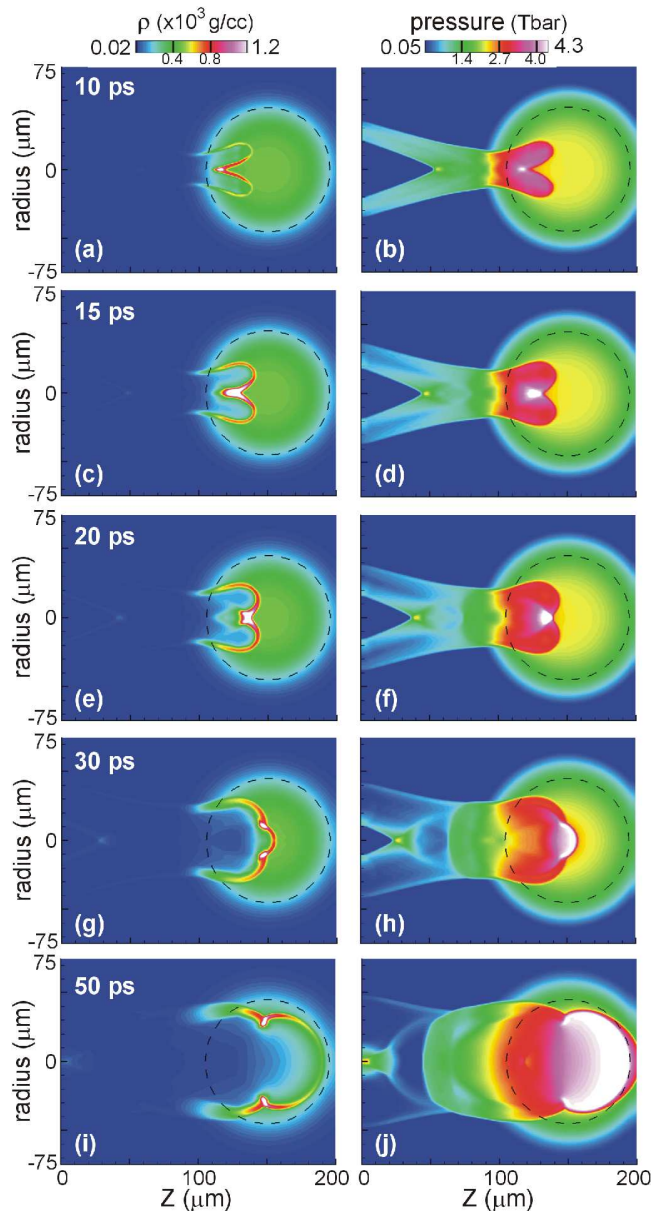 ρ (x10³ g/cc) pressure (Tbar)
0.02 1.2 0.05 4.3
0.4 0.8 1.4 2.7 4.0
75 10 ps
radius (μm)
0
-75 (a) (b)
75 15 ps
radius (μm)
0
-75 (c) (d)
75 20 ps
radius (μm)
0
-75 (e) (f)
75 30 ps
radius (μm)
0
-75 (g) (h)
75 50 ps
radius (μm)
0
-75 (i) (j)
0 100 200 0 100 200
Z (μm) Z (μm)